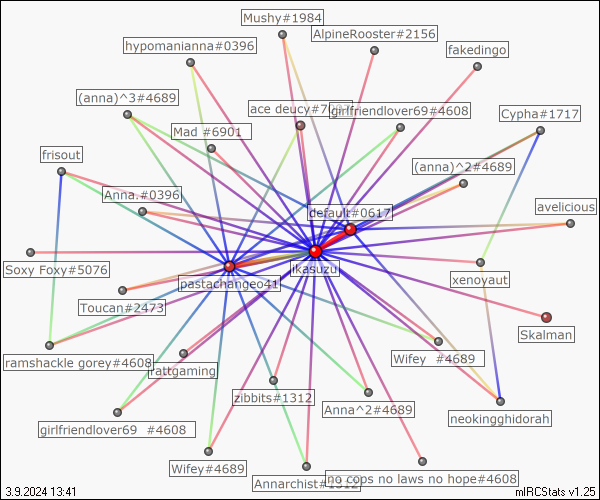 Mushy#1984
AlpineRooster#2156
hypomanianna#0396
fakedingo
(anna)^3#4689
ace deucy#7
girlfriendlover69#4608
Cypha#1717
Mad #6901
frisout
(anna)^2#4689
Anna.#0396
default#0617
avelicious
Soxy Foxy#5076
ikasuzu
pastachangeo41
xenovaut
Toucan#2473
Skalman
ramshackle gorey#4608
rattgaming
Wifey #4689
zibbits#1312
Anna^2#4689
neokingghidorah
girlfriendlover69 #4608
Wifey#4689
Annarchist#1312
no cops no laws no hope#4608
3.9.2024 13:41
mIRCStats v1.25